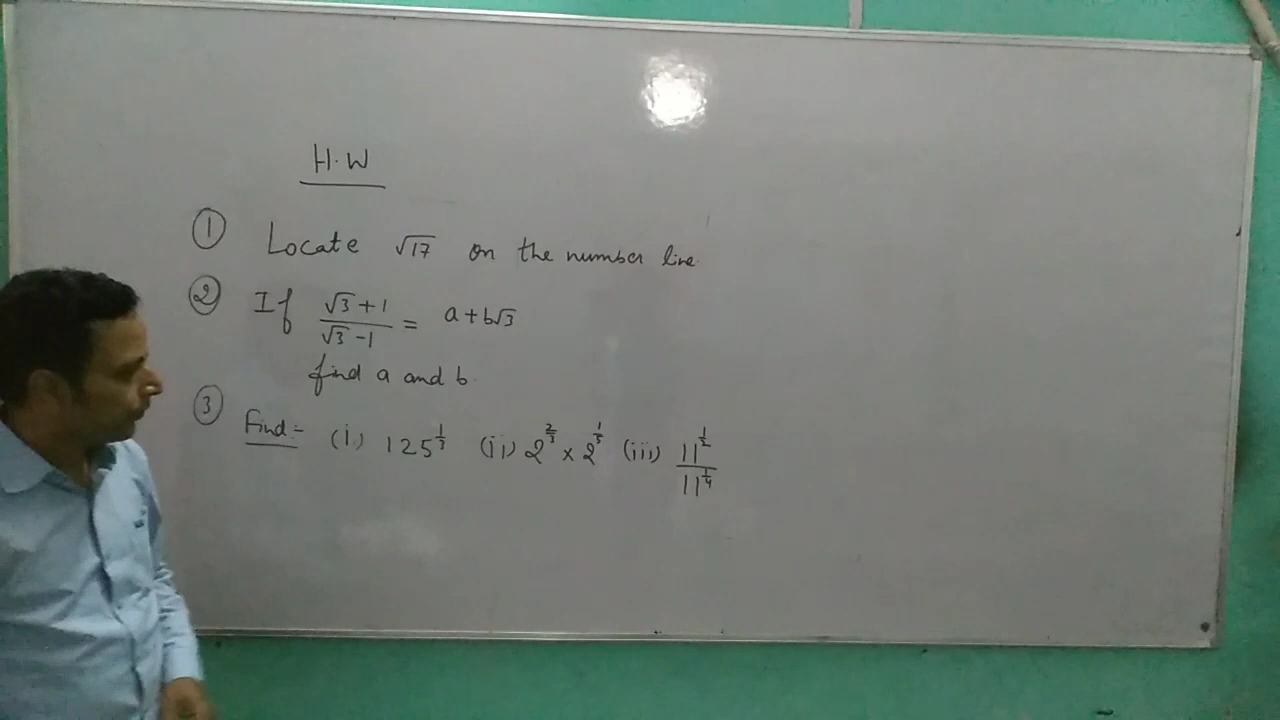 H.W
① Locate √17 on the number line.
② If (√3+1)/(√3-1) = a+b√3
find a and b.
③ Find:- (i) 125^(1/3) (ii) 2^(2/3) × 2^(1/5) (iii) 11^(1/2)/11^(1/4)